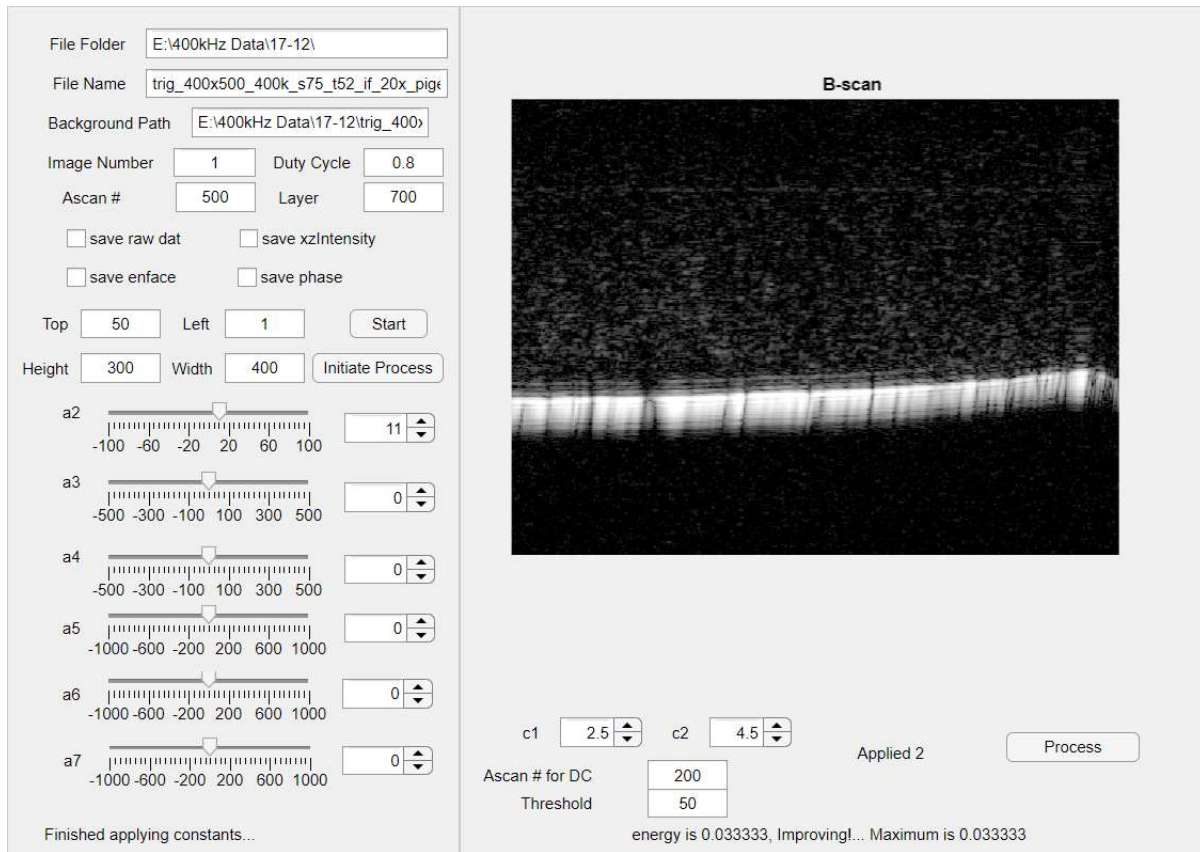 File Folder E:\400kHz Data\17-12\
File Name trig_400x500_400k_s75_t52_if_20x_pige
Background Path E:\400kHz Data\17-12\trig_400x
Image Number 1 Duty Cycle 0.8
Ascan # 500 Layer 700
save raw dat save xzIntensity
save enface save phase
Top 50 Left 1 Start
Height 300 Width 400 Initiate Process
a2 11
-100 -60 -20 20 60 100
a3 0
-500 -300 -100 100 300 500
a4 0
-500 -300 -100 100 300 500
a5 0
-1000 -600 -200 200 600 1000
a6 0
-1000 -600 -200 200 600 1000
a7 0
-1000 -600 -200 200 600 1000
Finished applying constants...
B-scan
c1 2.5 c2 4.5
Applied 2 Process
Ascan # for DC 200
Threshold 50
energy is 0.033333, Improving!... Maximum is 0.033333